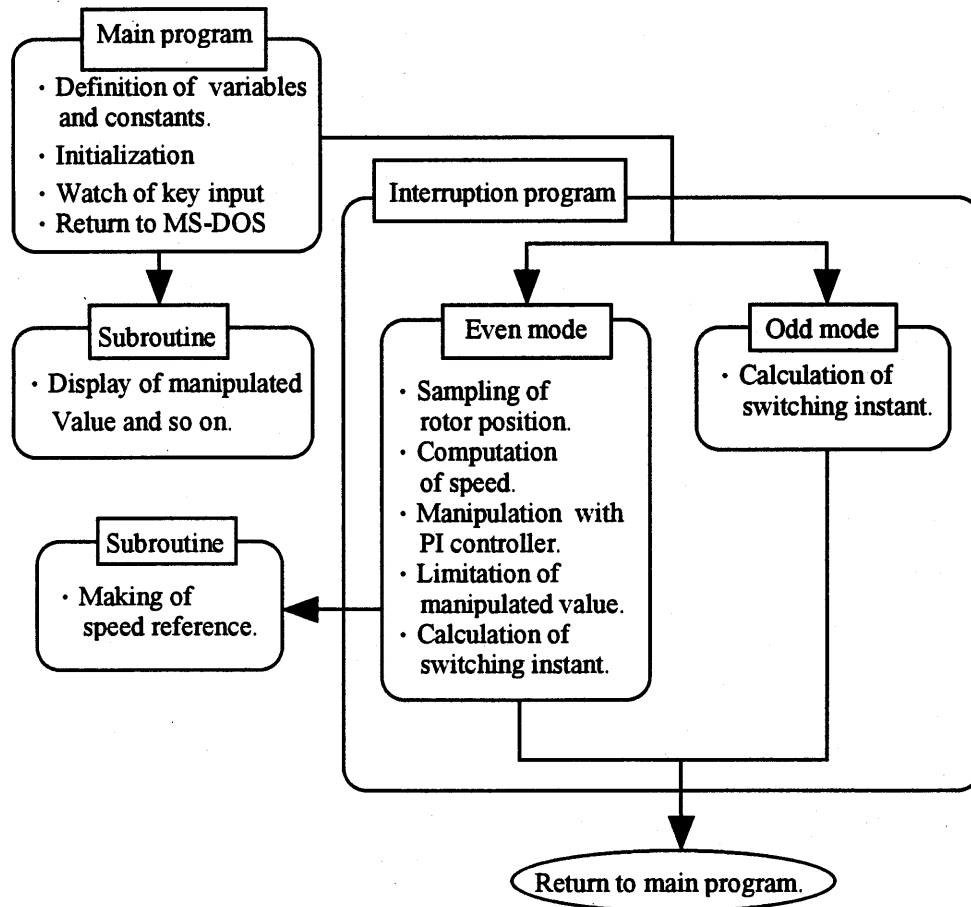 Main program
· Definition of variables
and constants.
· Initialization
· Watch of key input
· Return to MS-DOS
Interruption program
Subroutine
· Display of manipulated
Value and so on.
Even mode
· Sampling of
rotor position.
· Computation
of speed.
· Manipulation with
PI controller.
· Limitation of
manipulated value.
· Calculation of
switching instant.
Odd mode
· Calculation of
switching instant.
Subroutine
· Making of
speed reference.
Return to main program.